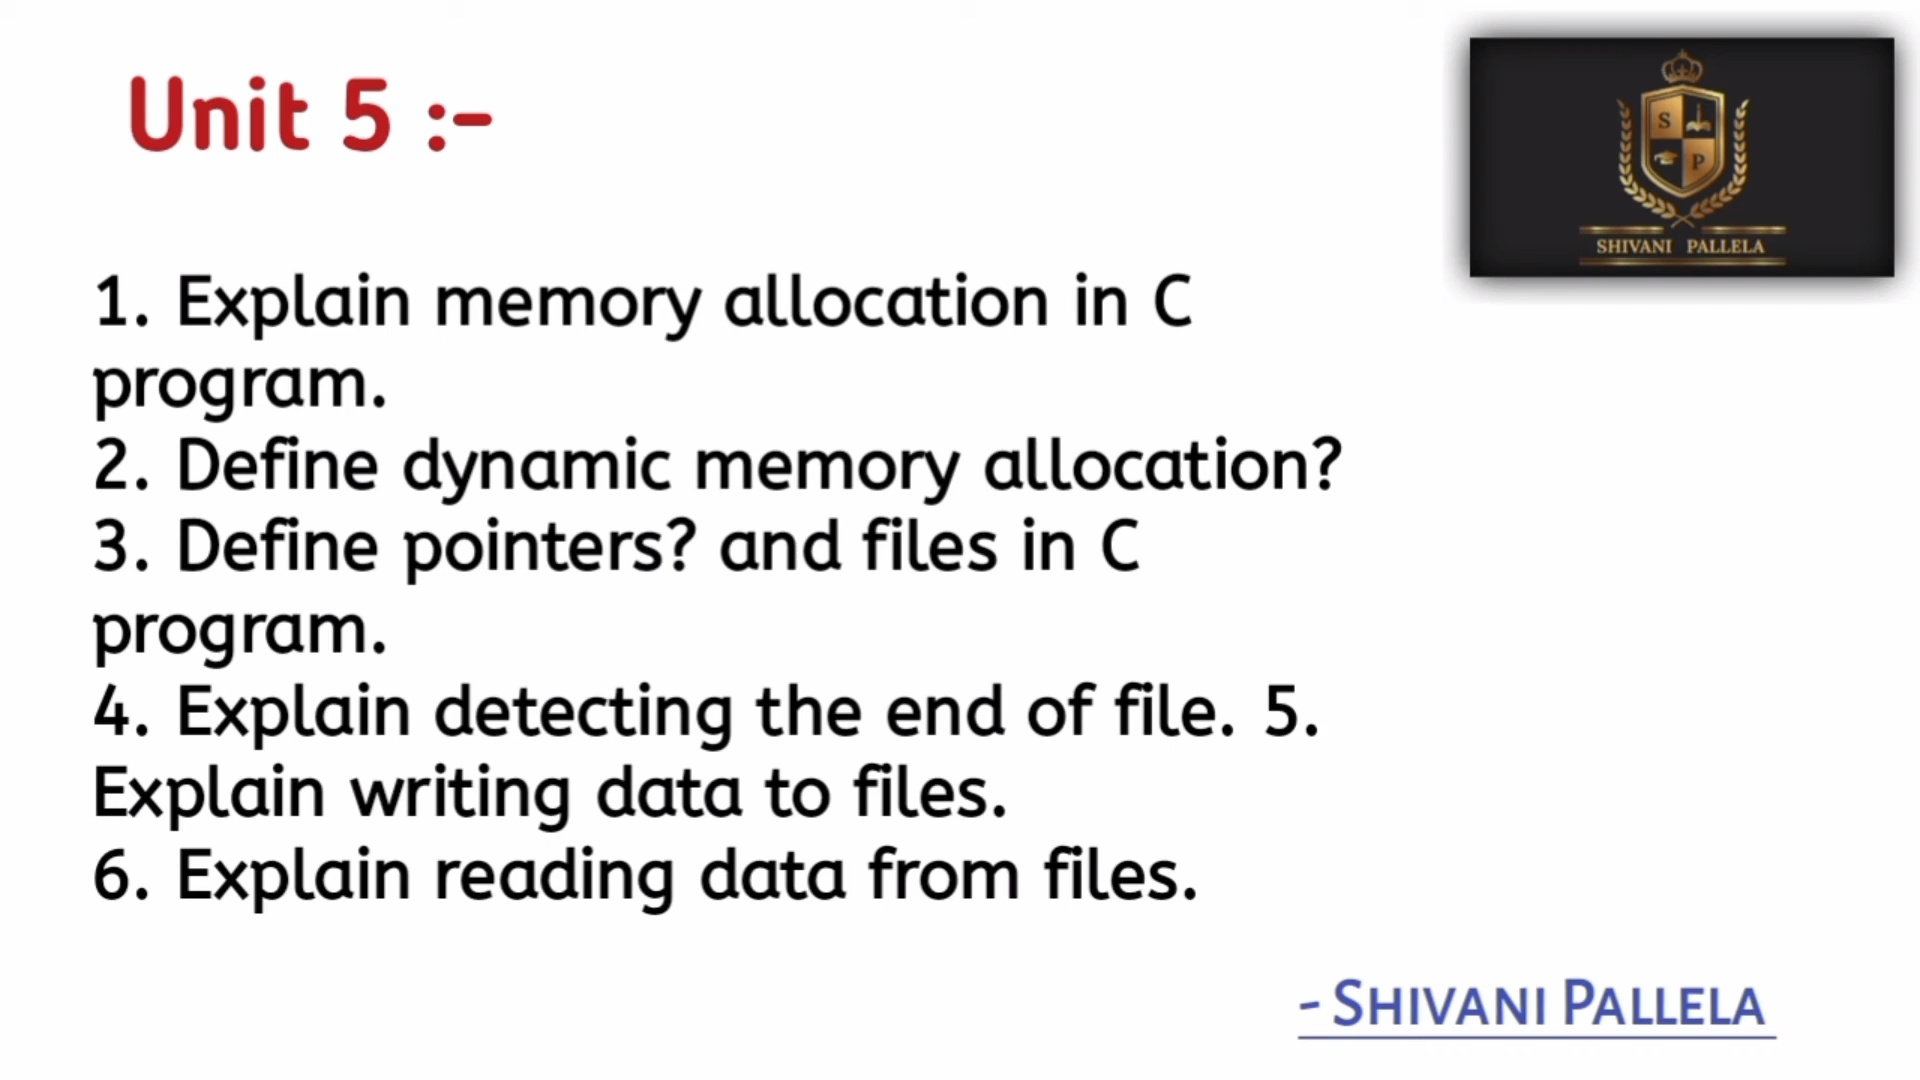 Unit 5 :-
S
P
SHIVANI PALLELA
1. Explain memory allocation in C
program.
2. Define dynamic memory allocation?
3. Define pointers? and files in C
program.
4. Explain detecting the end of file. 5.
Explain writing data to files.
6. Explain reading data from files.
- SHIVANI PALLELA